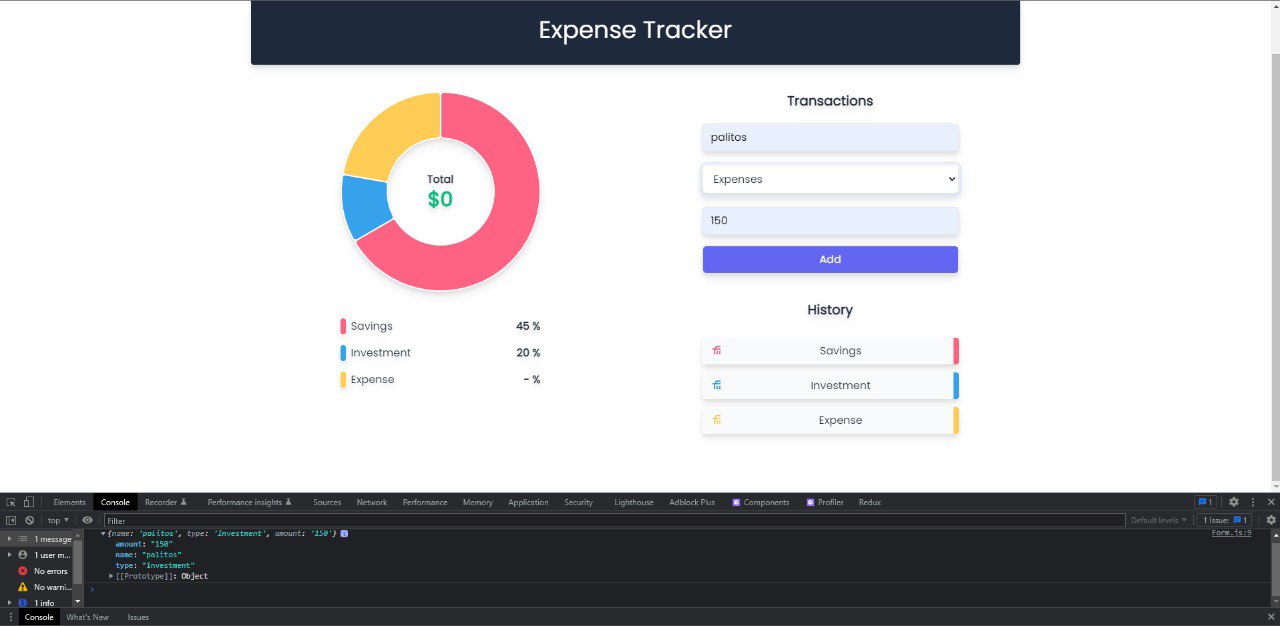 Expense Tracker
Total
$0
Savings 45 %
Investment 20 %
Expense - %
Transactions
palitos
Expenses
150
Add
History
Savings
Investment
Expense
Elements Console Recorder Performance insights Sources Network Performance Memory Application Security Lighthouse Adblock Plus Components Profiler Redux 1
top Filter Default levels 1 Issue: 1
1 message
1 user m...
No errors
No warni...
1 info
{name: 'palitos', type: 'Investment', amount: '150'} Form.js:9
amount: "150"
name: "palitos"
type: "Investment"
[[Prototype]]: Object
Console What's New Issues